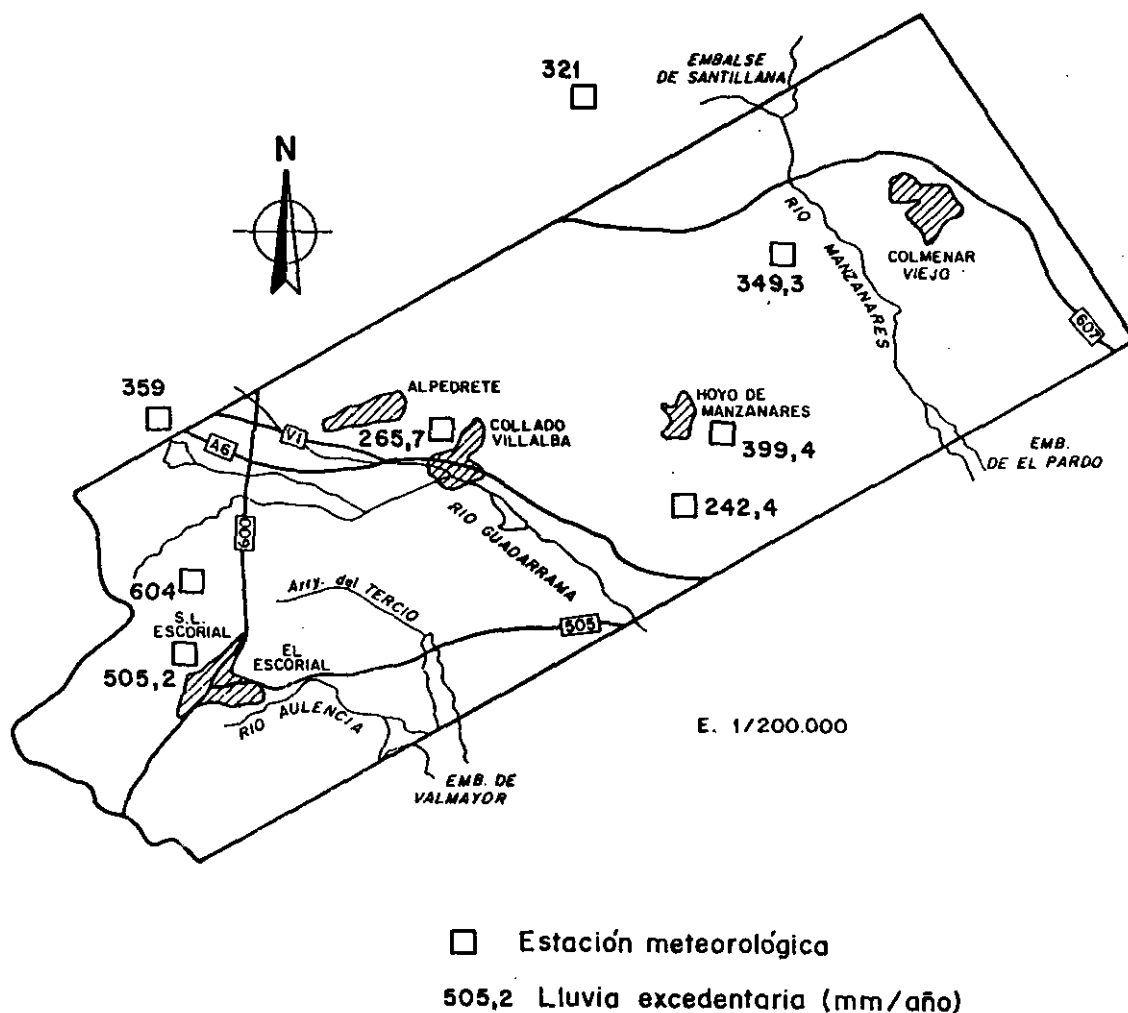 321
EMBALSE
DE SANTILLANA
N
RIO MANZANARES
COLMENAR
VIEJO
349,3
607
359
ALPEDRETE
HOYO DE
MANZANARES
COLLADO
VILLALBA
265,7
VI
A6
399,4
EMB.
DE EL PARDO
242,4
RIO GUADARRAMA
600
604
Arry. del TERCIO
S.L.
ESCORIAL
505
EL
ESCORIAL
505,2
RIO AULENCIA
E. 1/200.000
EMB. DE
VALMAYOR
Estación meteorológica
505,2 Lluvia excedentaria (mm/año)